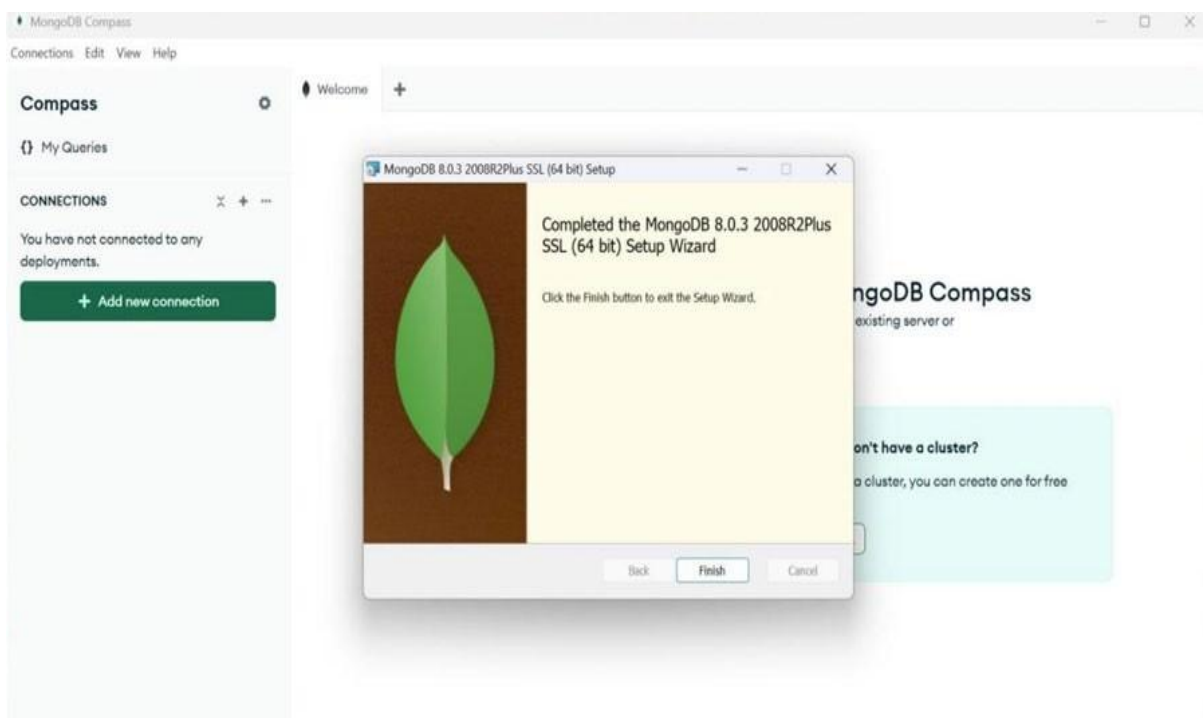 MongoDB Compass
Connections Edit View Help
Compass
{} My Queries
CONNECTIONS
You have not connected to any
deployments.
+ Add new connection
Welcome +
MongoDB 8.0.3 2008R2Plus SSL (64 bit) Setup
Completed the MongoDB 8.0.3 2008R2Plus
SSL (64 bit) Setup Wizard
Click the Finish button to exit the Setup Wizard.
Back Finish Cancel
ngoDB Compass
existing server or
on't have a cluster?
a cluster, you can create one for free